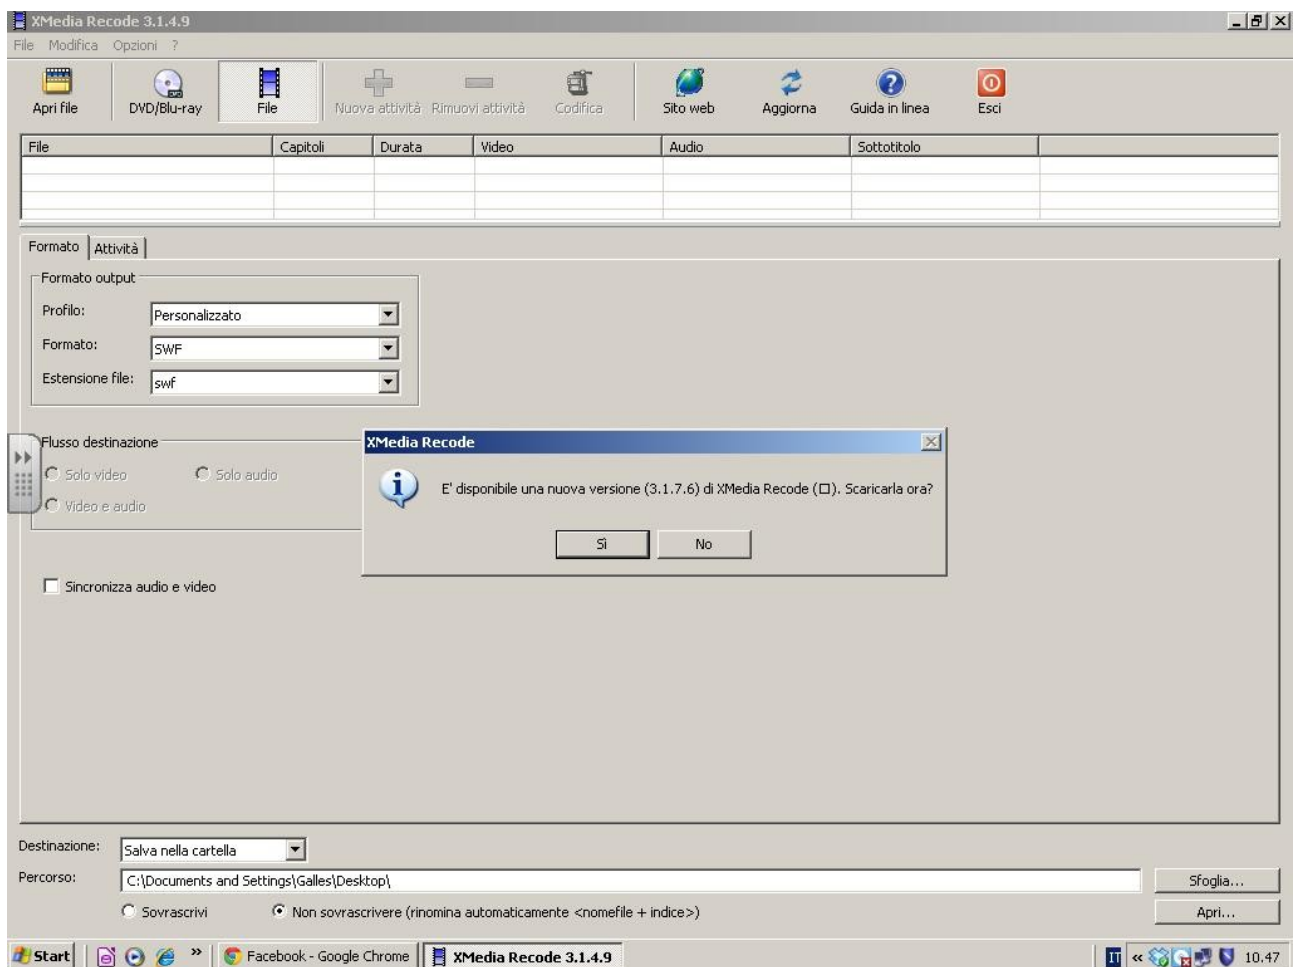 XMedia Recode 3.1.4.9
File Modifica Opzioni ?
Apri file DVD/Blu-ray File Nuova attività Rimuovi attività Codifica Sito web Aggiorna Guida in linea Esci
File Capitoli Durata Video Audio Sottotitolo
Formato Attività
Formato output
Profilo: Personalizzato
Formato: SWF
Estensione file: swf
Flusso destinazione
Solo video Solo audio
Video e audio
XMedia Recode
E' disponibile una nuova versione (3.1.7.6) di XMedia Recode (□). Scaricarla ora?
Sì No
Sincronizza audio e video
Destinazione: Salva nella cartella
Percorso: C:\Documents and Settings\Galles\Desktop\ Sfoglia...
Sovrascrivi Non sovrascrivere (rinomina automaticamente <nomefile + indice>) Apri...
Start » Facebook - Google Chrome XMedia Recode 3.1.4.9 IT « 10.47